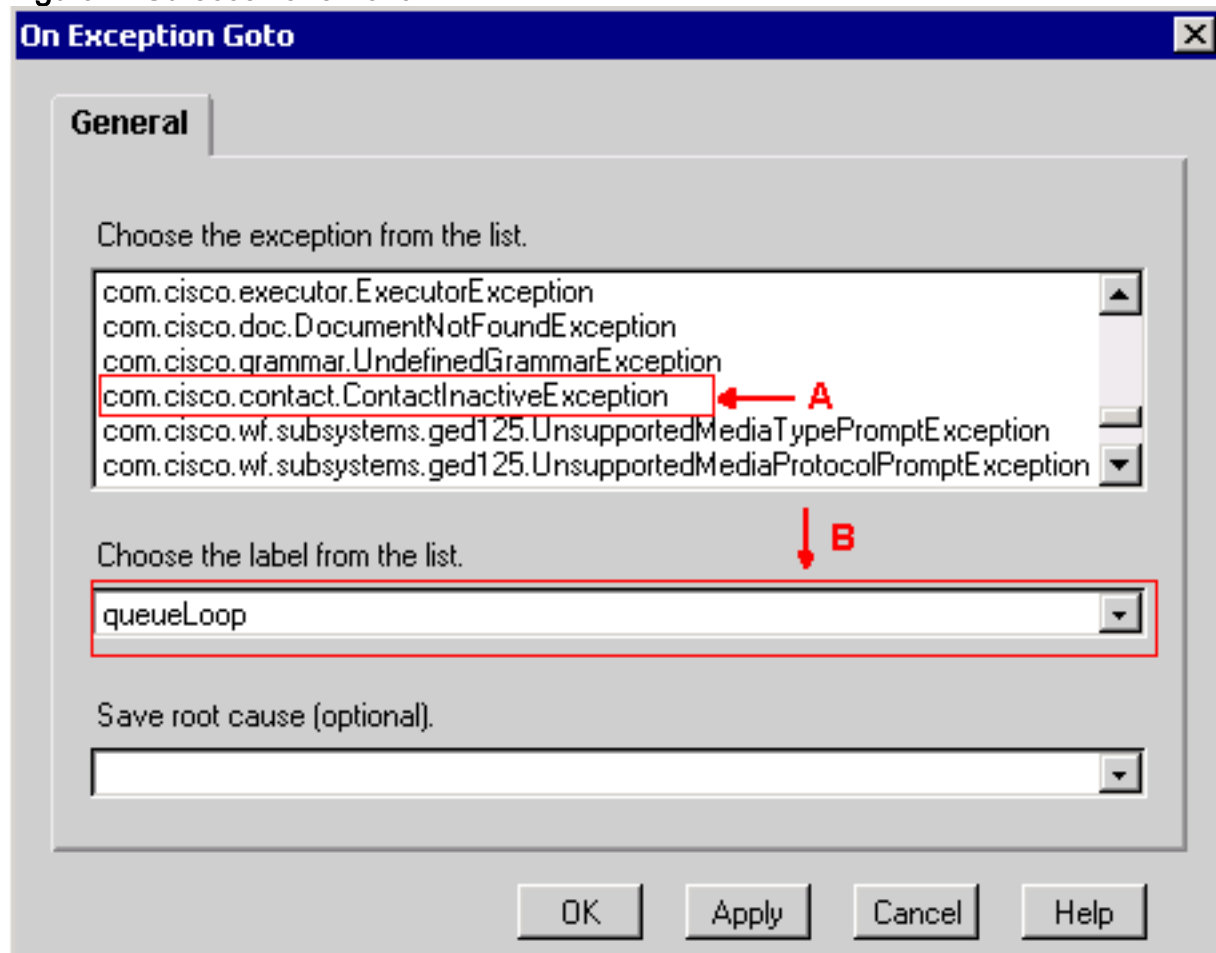 On Exception Goto
General
Choose the exception from the list.
com.cisco.executor.ExecutorException
com.cisco.doc.DocumentNotFoundException
com.cisco.grammar.UndefinedGrammarException
com.cisco.contact.ContactInactiveException
A
com.cisco.wf.subsystems.ged125.UnsupportedMediaTypePromptException
com.cisco.wf.subsystems.ged125.UnsupportedMediaProtocolPromptException
B
Choose the label from the list.
queueLoop
Save root cause (optional).
OK Apply Cancel Help